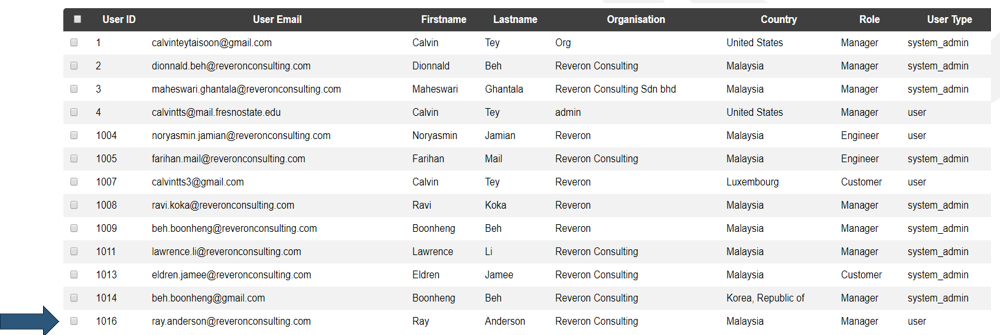 User ID User Email Firstname Lastname Organisation Country Role User Type
1 calvinteytaisoon@gmail.com Calvin Tey Org United States Manager system_admin
2 dionnald.beh@reveronconsulting.com Dionnald Beh Reveron Consulting Malaysia Manager system_admin
3 maheswari.ghantala@reveronconsulting.com Maheswari Ghantala Reveron Consulting Sdn bhd Malaysia Manager system_admin
4 calvintts@mail.fresnostate.edu Calvin Tey admin United States Manager user
1004 noryasmin.jamian@reveronconsulting.com Noryasmin Jamian Reveron Malaysia Engineer user
1005 farihan.mail@reveronconsulting.com Farihan Mail Reveron Consulting Malaysia Engineer system_admin
1007 calvintts3@gmail.com Calvin Tey Reveron Luxembourg Customer user
1008 ravi.koka@reveronconsulting.com Ravi Koka Reveron Malaysia Manager system_admin
1009 beh.boonheng@reveronconsulting.com Boonheng Beh Reveron Malaysia Manager system_admin
1011 lawrence.li@reveronconsulting.com Lawrence Li Reveron Consulting Malaysia Manager system_admin
1013 eldren.jamee@reveronconsulting.com Eldren Jamee Reveron Consulting Malaysia Customer system_admin
1014 beh.boonheng@gmail.com Boonheng Beh Reveron Consulting Korea, Republic of Manager system_admin
1016 ray.anderson@reveronconsulting.com Ray Anderson Reveron Consulting Malaysia Manager user